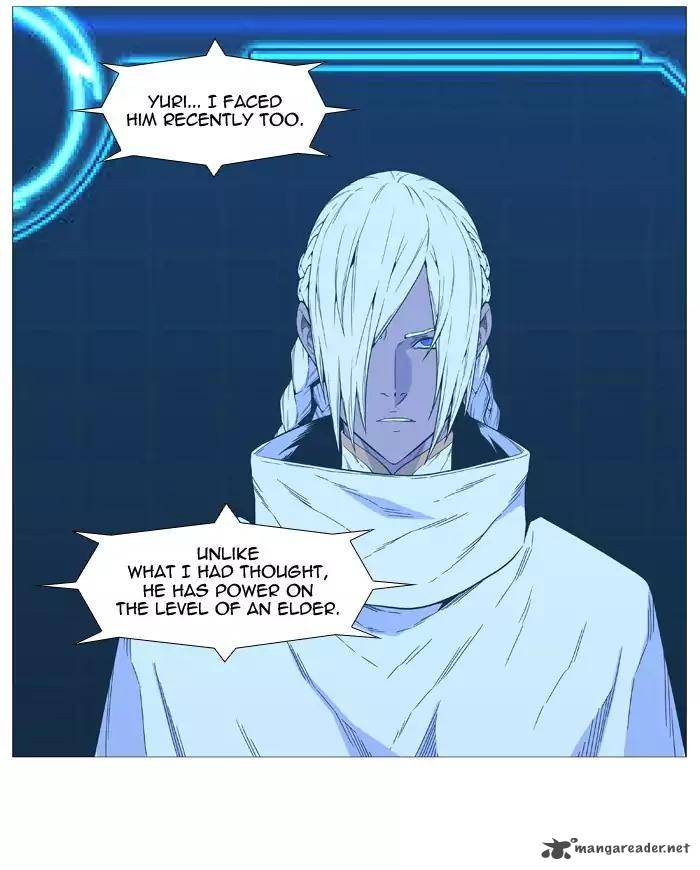 YURI... I FACED
HIM RECENTLY TOO.
UNLIKE
WHAT I HAD THOUGHT,
HE HAS POWER ON
THE LEVEL OF AN ELDER.
mangareader.net